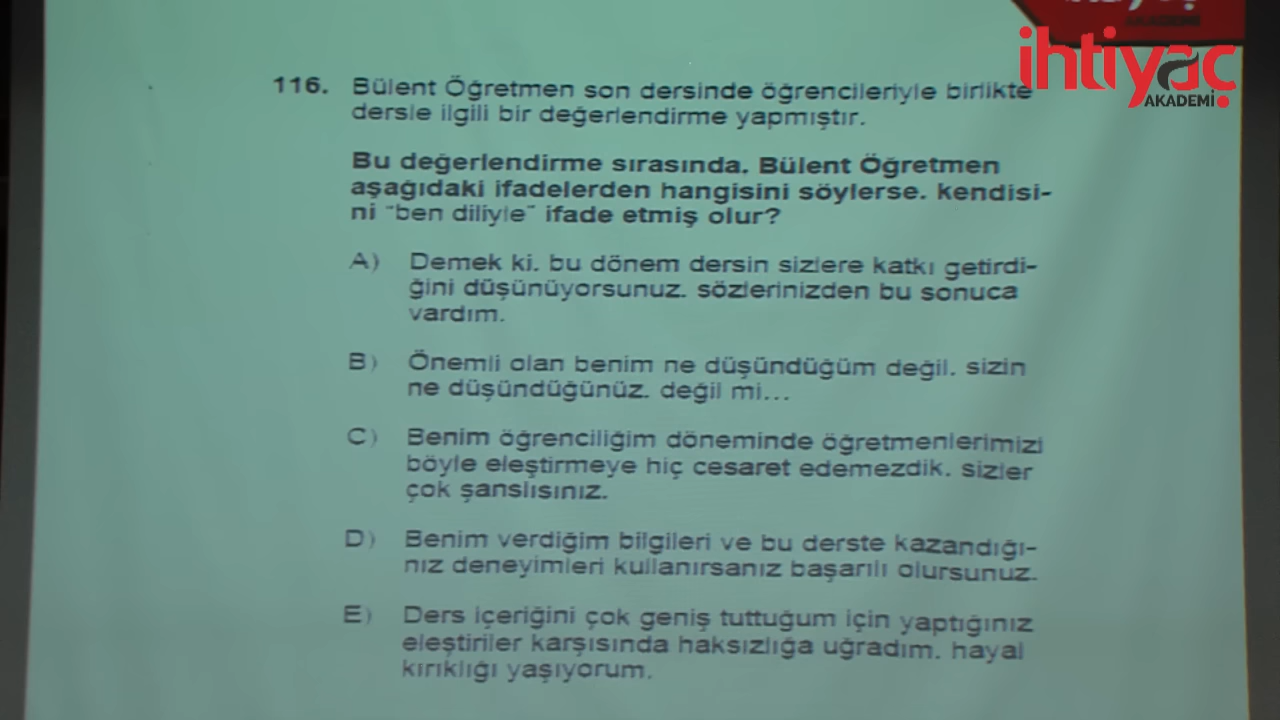 ihtiyaç
AKADEMİ
AKADEMİ
116. Bülent Öğretmen son dersinde öğrencileriyle birlikte
dersle ilgili bir değerlendirme yapmıştır.
Bu değerlendirme sırasında, Bülent Öğretmen
aşağıdaki ifadelerden hangisini söylerse, kendisi-
ni "ben diliyle" ifade etmiş olur?
A) Demek ki, bu dönem dersin sizlere katkı getirdi-
ğini düşünüyorsunuz, sözlerinizden bu sonuca
vardım.
B) Önemli olan benim ne düşündüğüm değil, sizin
ne düşündüğünüz, değil mi...
C) Benim öğrenciliğim döneminde öğretmenlerimizi
böyle eleştirmeye hiç cesaret edemezdik, sizler
çok şanslısınız.
D) Benim verdiğim bilgileri ve bu derste kazandığı-
nız deneyimleri kullanırsanız başarılı olursunuz.
E) Ders içeriğini çok geniş tuttuğum için yaptığınız
eleştiriler karşısında haksızlığa uğradım, hayal
kırıklığı yaşıyorum.